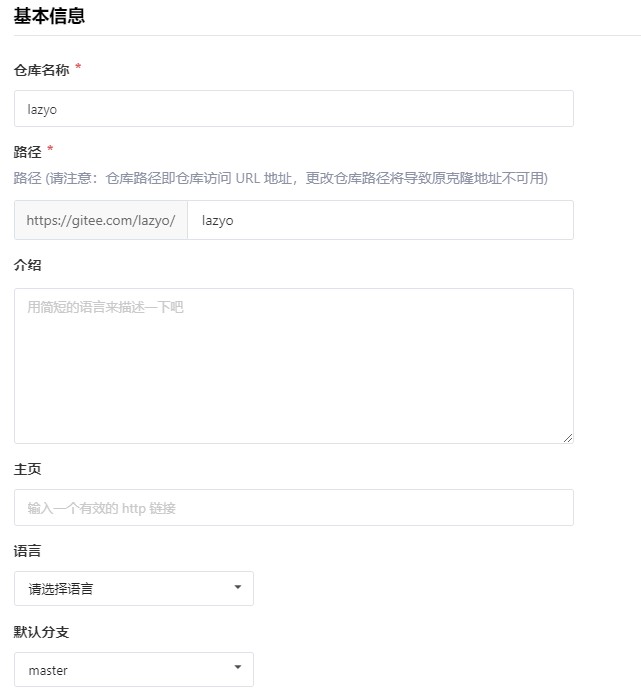 基本信息
仓库名称 *
lazyo
路径 *
路径 (请注意：仓库路径即仓库访问 URL 地址，更改仓库路径将导致原克隆地址不可用)
https://gitee.com/lazyo/ lazyo
介绍
用简短的语言来描述一下吧
主页
输入一个有效的 http 链接
语言
请选择语言
默认分支
master